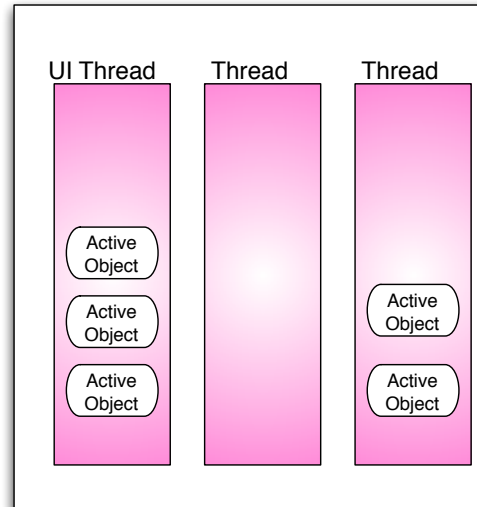 UI Thread
Thread
Thread
Active
Object
Active
Object
Active
Object
Active
Object
Active
Object